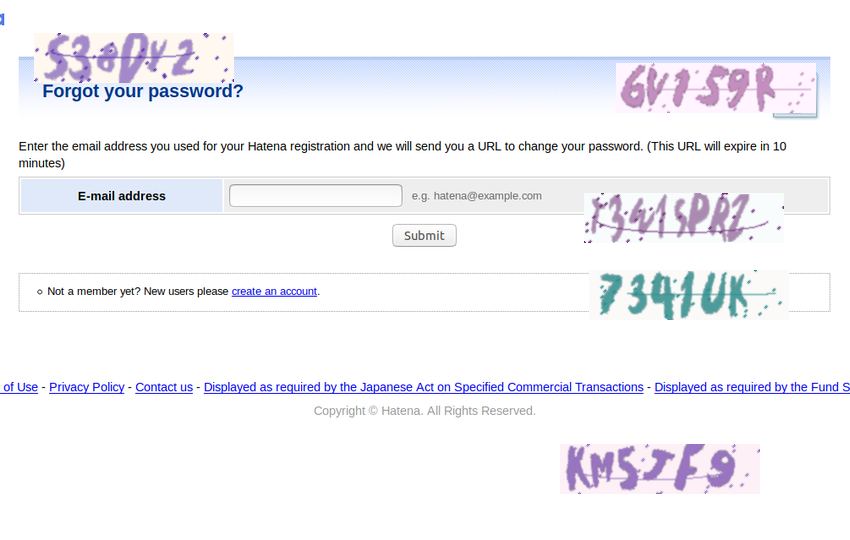 Forgot your password?
6V159R
Enter the email address you used for your Hatena registration and we will send you a URL to change your password. (This URL will expire in 10
minutes)
E-mail address
e.g. hatena@example.com
Submit
Not a member yet? New users please create an account.
7341UK
of Use - Privacy Policy - Contact us - Displayed as required by the Japanese Act on Specified Commercial Transactions - Displayed as required by the Fund S
Copyright © Hatena. All Rights Reserved.
KM5JF9